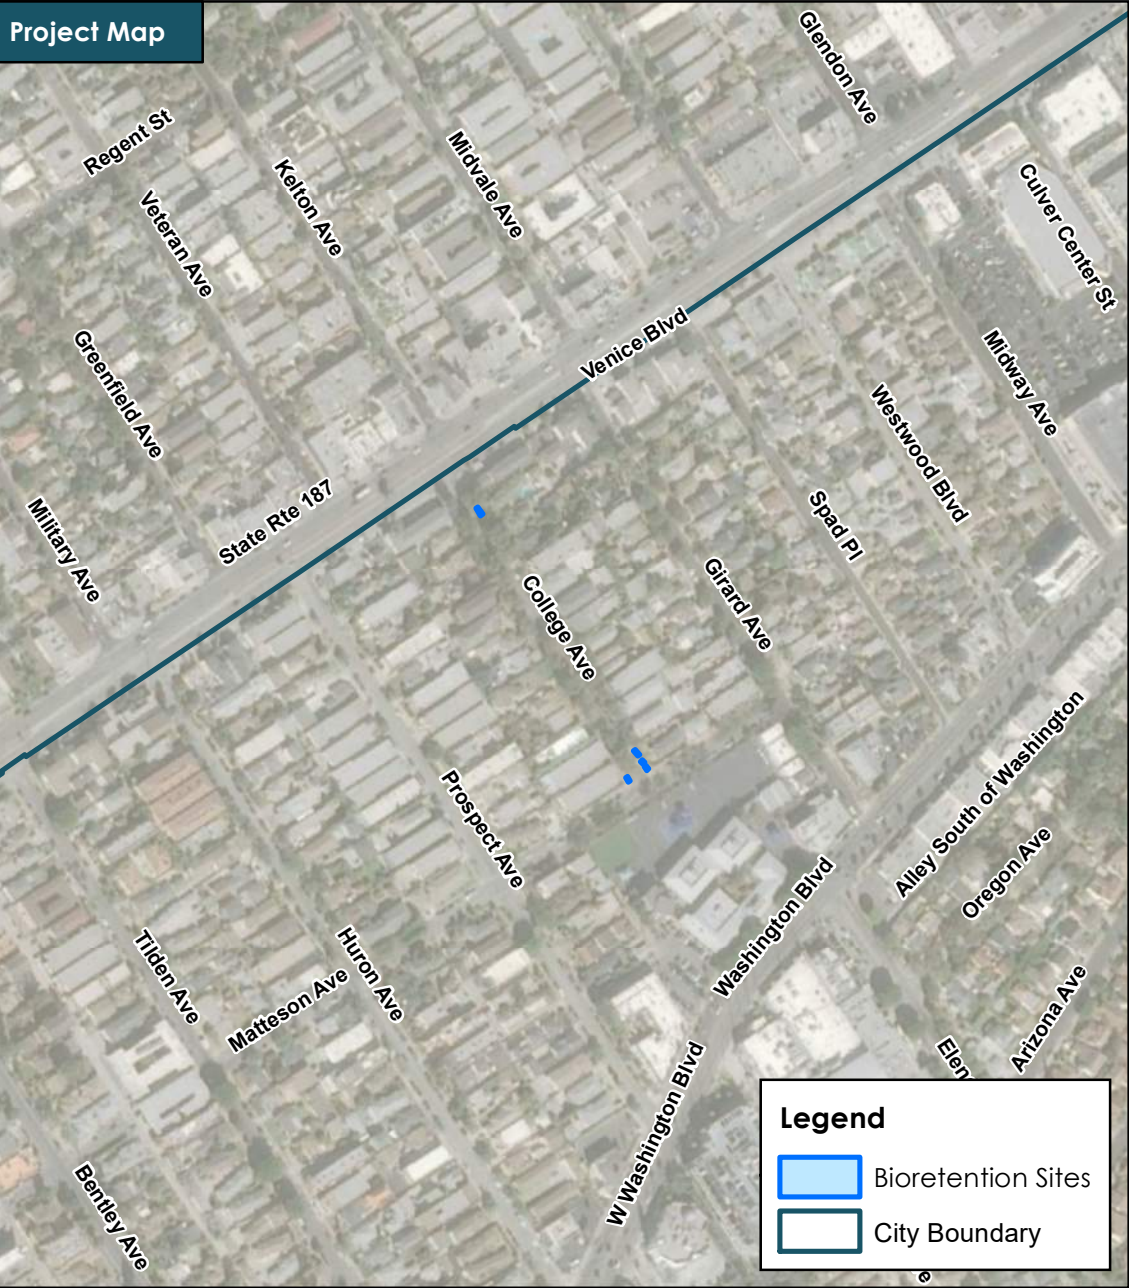 Project Map
Glendon Ave
Regent St
Midvale Ave
Kelton Ave
Culver Center St
Veteran Ave
Venice Blvd
Greenfield Ave
Midway Ave
Westwood Blvd
State Rte 187
Spad Pl
Military Ave
Girard Ave
College Ave
Alley South of Washington
Prospect Ave
Oregon Ave
Washington Blvd
Tilden Ave
Huron Ave
Matteson Ave
Arizona Ave
Elen
W Washington Blvd
Bentley Ave
Legend
Bioretention Sites
City Boundary
e